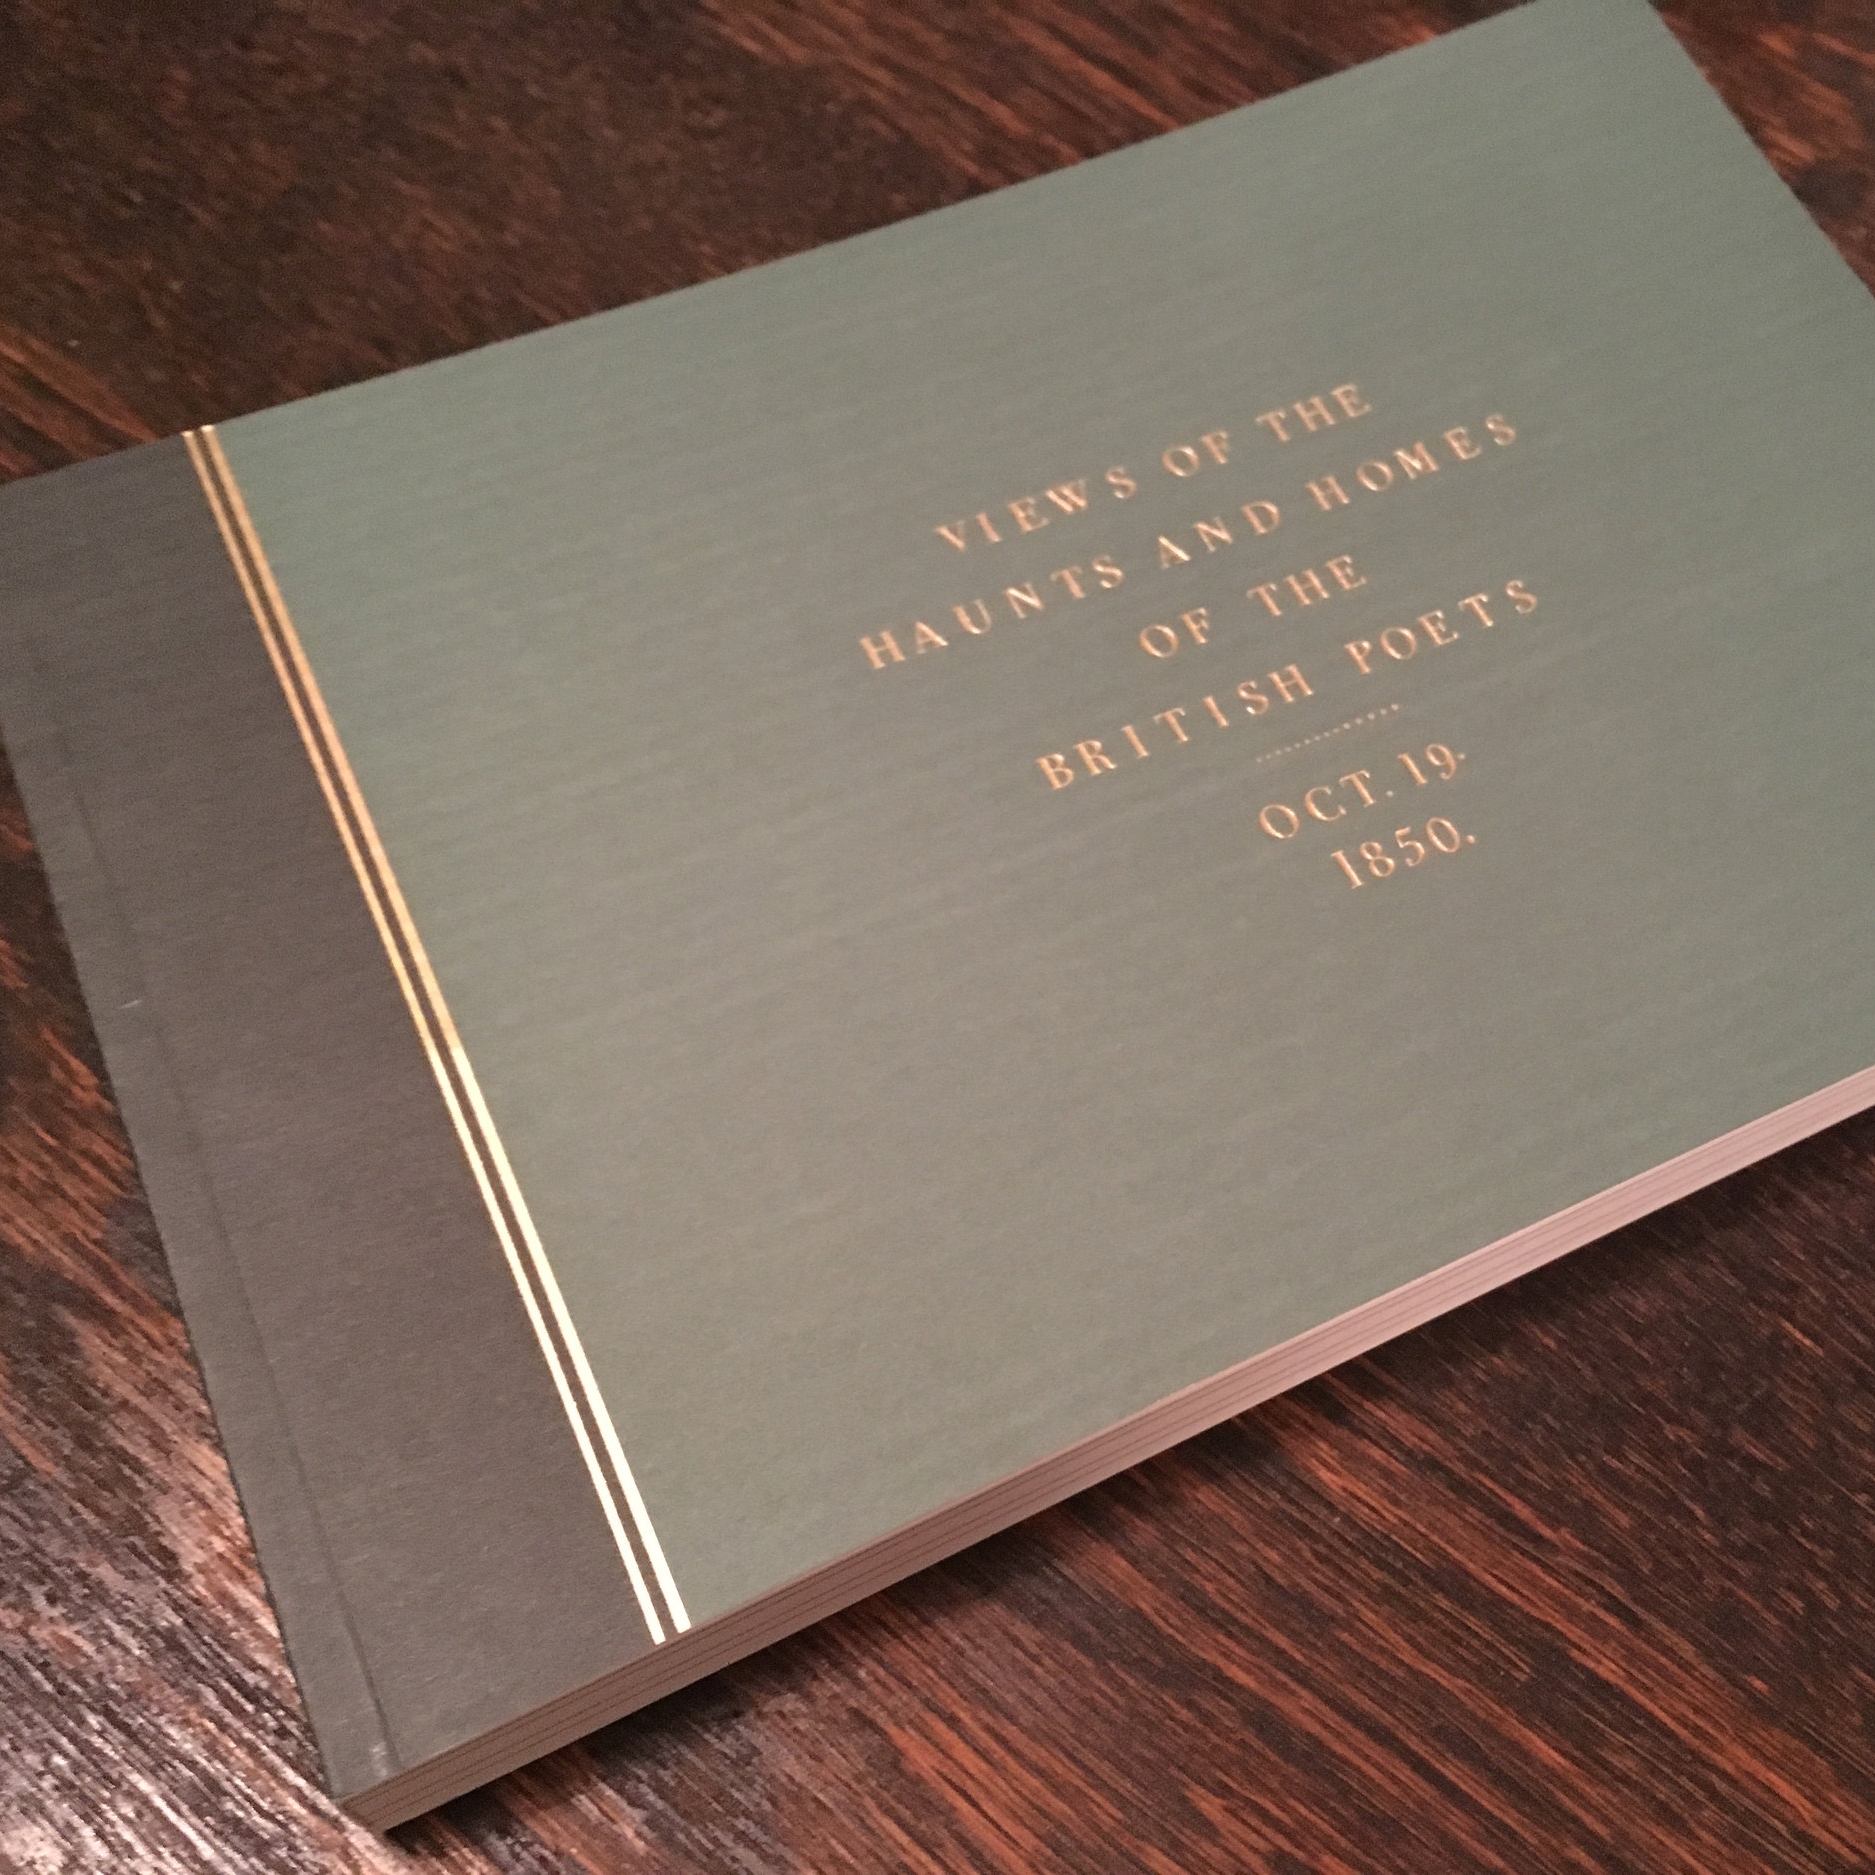 VIEWS OF THE
HAUNTS AND HOMES
OF THE
BRITISH POETS
OCT. 19.
1850.